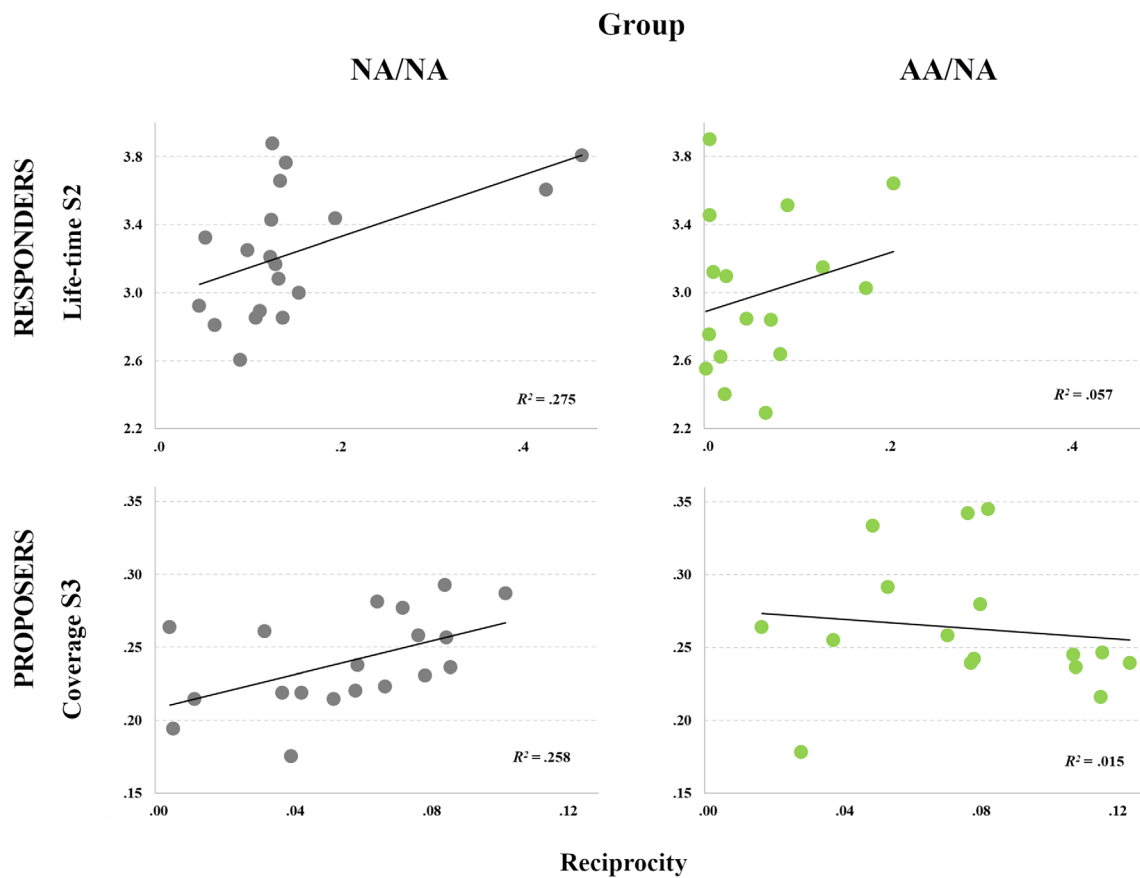 Group
NA/NA AA/NA
RESPONDERS
Life-time S2
3.8
3.4
3.0
2.6
2.2
.0 .2 .4
R² = .275
3.8
3.4
3.0
2.6
2.2
.0 .2 .4
R² = .057
PROPOSERS
Coverage S3
.35
.30
.25
.20
.15
.00 .04 .08 .12
R² = .258
.35
.30
.25
.20
.15
.00 .04 .08 .12
R² = .015
Reciprocity